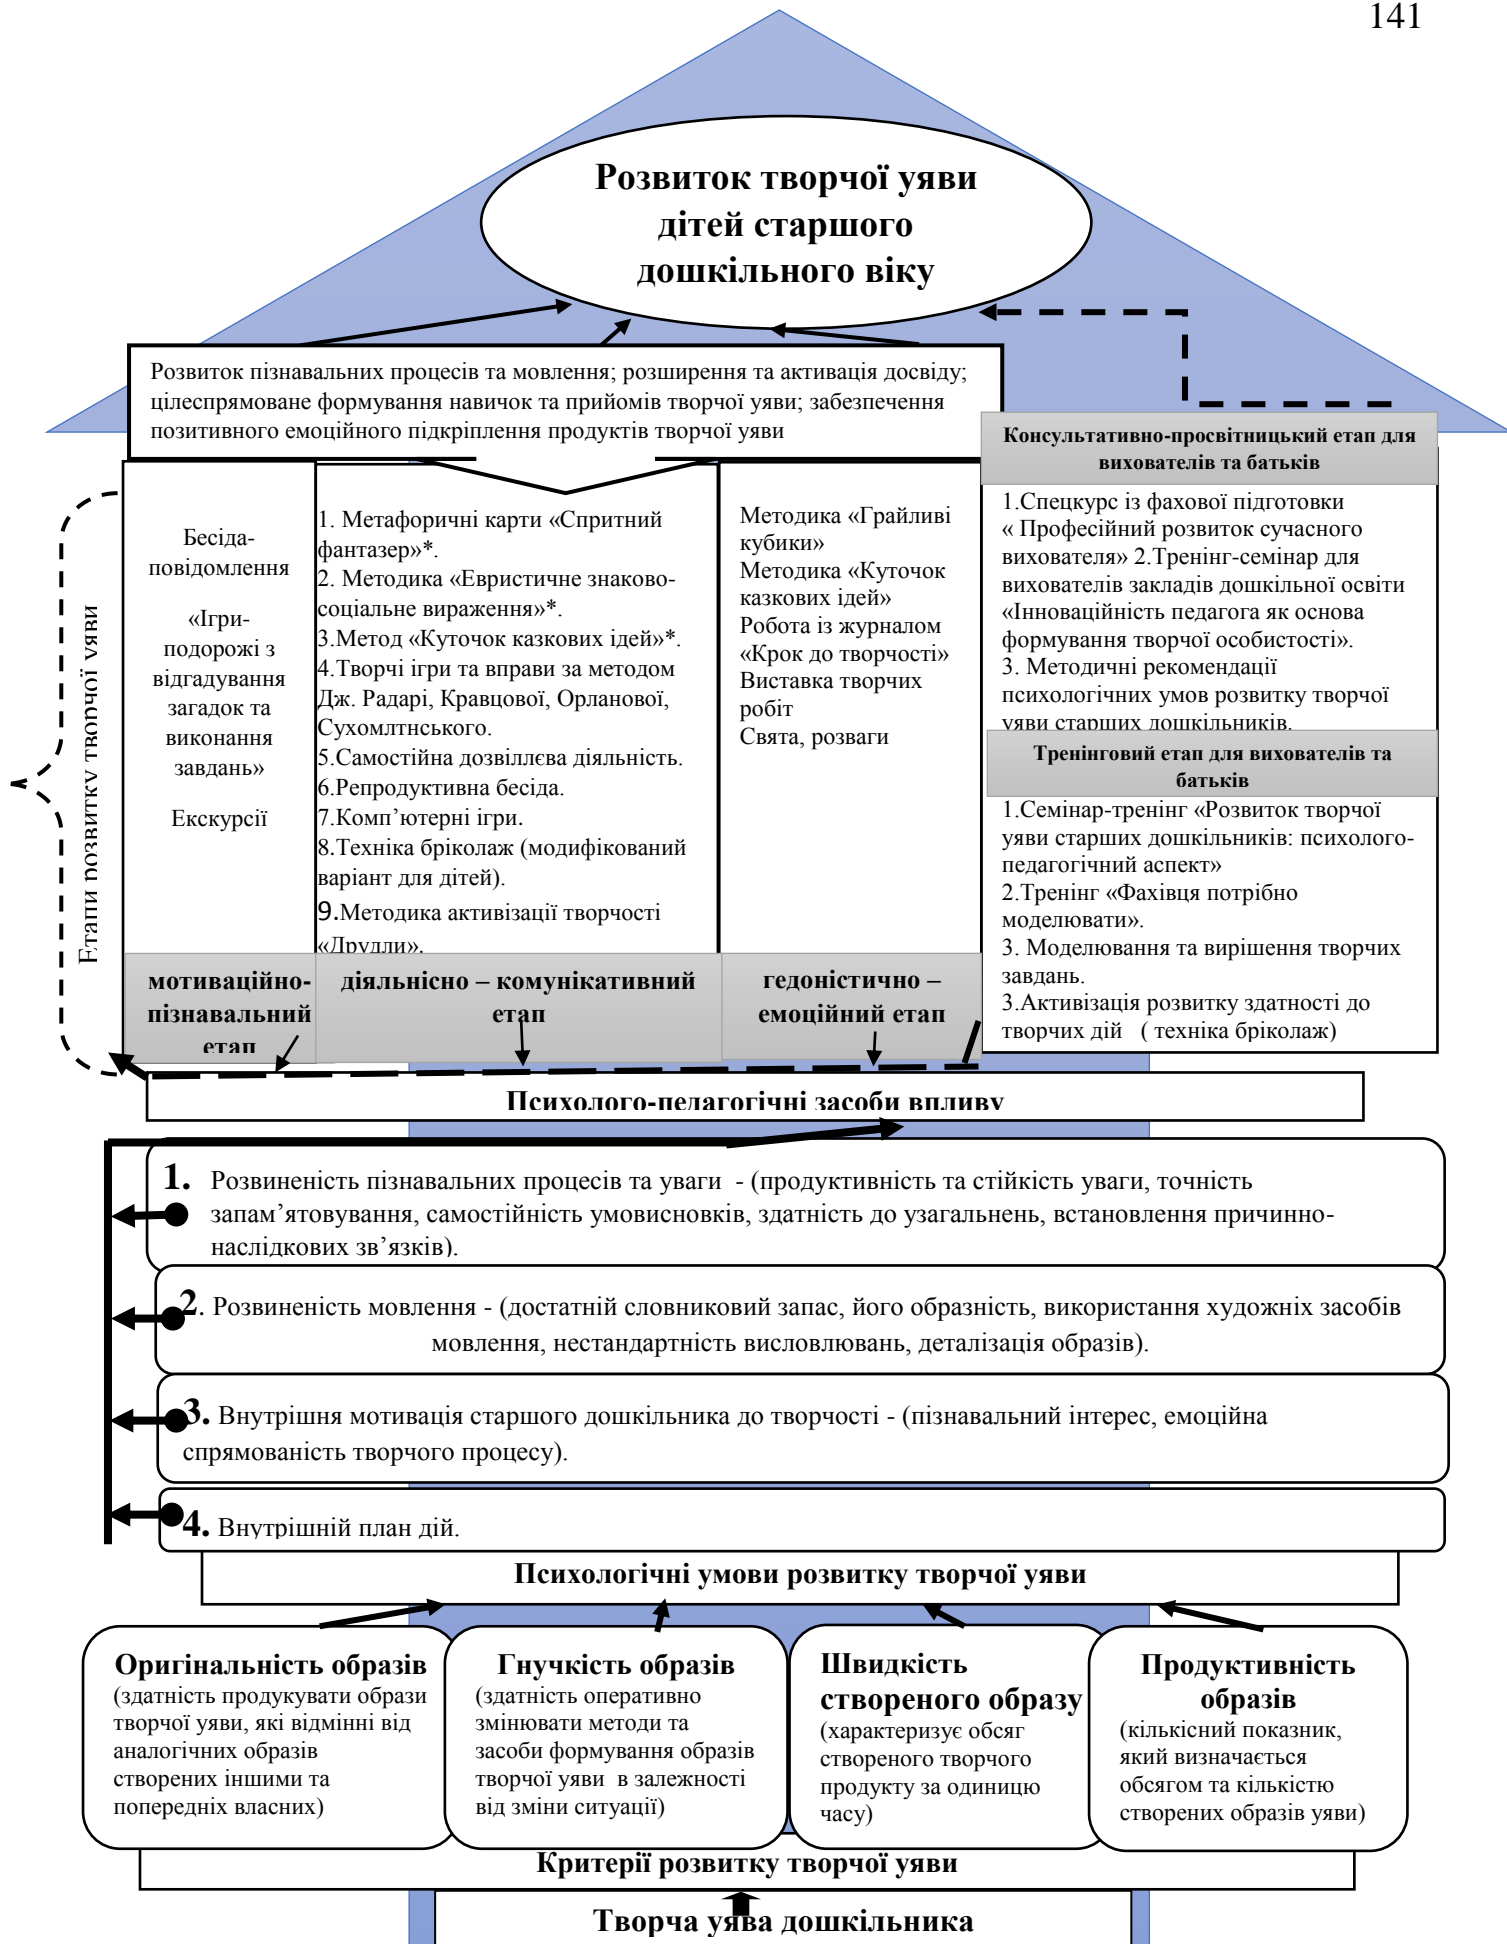 141
Розвиток творчої уяви
дітей старшого
дошкільного віку
Розвиток пізнавальних процесів та мовлення; розширення та активація досвіду;
цілеспрямоване формування навичок та прийомів творчої уяви; забезпечення
позитивного емоційного підкріплення продуктів творчої уяви
Етапи розвитку творчої уяви
Бесіда-
повідомлення
«Ігри-
подорожі з
відгадування
загадок та
виконання
завдань»
Екскурсії
мотиваційно-
пізнавальний
етап
1. Метафоричні карти «Спритний
фантазер»*.
2. Методика «Евристичне знаково-
соціальне вираження»*.
3.Метод «Куточок казкових ідей»*.
4.Творчі ігри та вправи за методом
Дж. Радарі, Кравцової, Орланової,
Сухомлтнського.
5.Самостійна дозвіллєва діяльність.
6.Репродуктивна бесіда.
7.Комп’ютерні ігри.
8.Техніка бріколаж (модифікований
варіант для дітей).
9.Методика активізації творчості
«Друдли».
діяльнісно – комунікативний
етап
Методика «Грайливі
кубики»
Методика «Куточок
казкових ідей»
Робота із журналом
«Крок до творчості»
Виставка творчих
робіт
Свята, розваги
гедоністично –
емоційний етап
Консультативно-просвітницький етап для
вихователів та батьків
1.Спецкурс із фахової підготовки
« Професійний розвиток сучасного
вихователя» 2.Тренінг-семінар для
вихователів закладів дошкільної освіти
«Інноваційність педагога як основа
формування творчої особистості».
3. Методичні рекомендації
психологічних умов розвитку творчої
уяви старших дошкільників.
Тренінговий етап для вихователів та
батьків
1.Семінар-тренінг «Розвиток творчої
уяви старших дошкільників: психолого-
педагогічний аспект»
2.Тренінг «Фахівця потрібно
моделювати».
3. Моделювання та вирішення творчих
завдань.
3.Активізація розвитку здатності до
творчих дій ( техніка бріколаж)
Психолого-педагогічні засоби впливу
1. Розвиненість пізнавальних процесів та уваги - (продуктивність та стійкість уваги, точність
запам’ятовування, самостійність умовисновків, здатність до узагальнень, встановлення причинно-
наслідкових зв’язків).
2. Розвиненість мовлення - (достатній словниковий запас, його образність, використання художніх засобів
мовлення, нестандартність висловлювань, деталізація образів).
3. Внутрішня мотивація старшого дошкільника до творчості - (пізнавальний інтерес, емоційна
спрямованість творчого процесу).
4. Внутрішній план дій.
Психологічні умови розвитку творчої уяви
Оригінальність образів
(здатність продукувати образи
творчої уяви, які відмінні від
аналогічних образів
створених іншими та
попередніх власних)
Гнучкість образів
(здатність оперативно
змінювати методи та
засоби формування образів
творчої уяви в залежності
від зміни ситуації)
Швидкість
створеного образу
(характеризує обсяг
створеного творчого
продукту за одиницю
часу)
Продуктивність
образів
(кількісний показник,
який визначається
обсягом та кількістю
створених образів уяви)
Критерії розвитку творчої уяви
Творча уява дошкільника